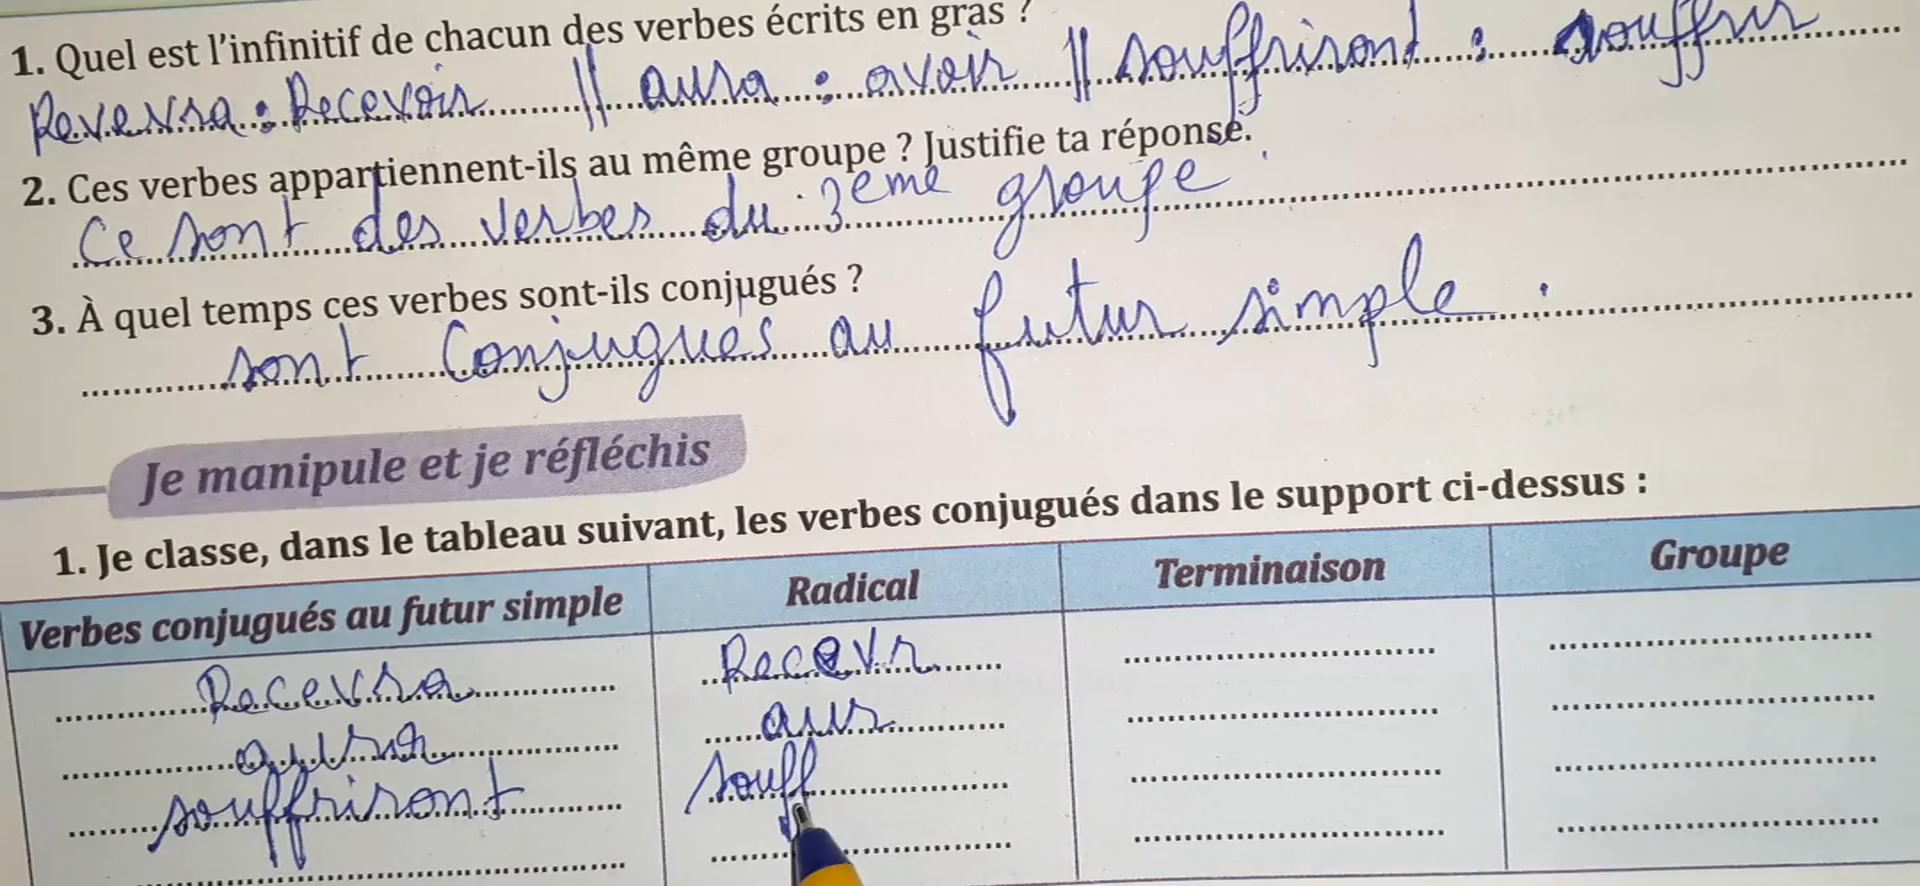 1. Quel est l'infinitif de chacun des verbes écrits en gras ?
Revevra : Recevoir || aura : avoir || souffriront : souffrir
2. Ces verbes appartiennent-ils au même groupe ? Justifie ta réponse.
Ce sont des verbes du 3eme groupe.
3. À quel temps ces verbes sont-ils conjugués ?
sont Conjugues au futur simple.
Je manipule et je réfléchis
1. Je classe, dans le tableau suivant, les verbes conjugués dans le support ci-dessus :
Verbes conjugués au futur simple Radical Terminaison Groupe
Recevra Recevr
aura aur
souffriront souff